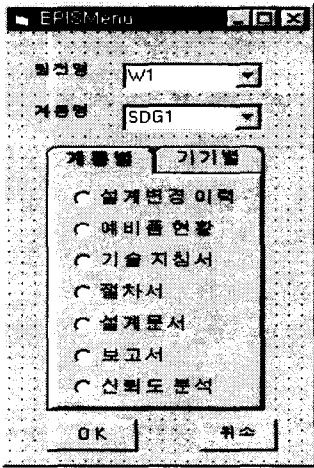 EPISMenu
원전명 W1
계통명 SDG1
계통별 기기별
설계변경 이력
예비품 현황
기술 지침서
절차서
설계문서
보고서
신뢰도 분석
OK 취소